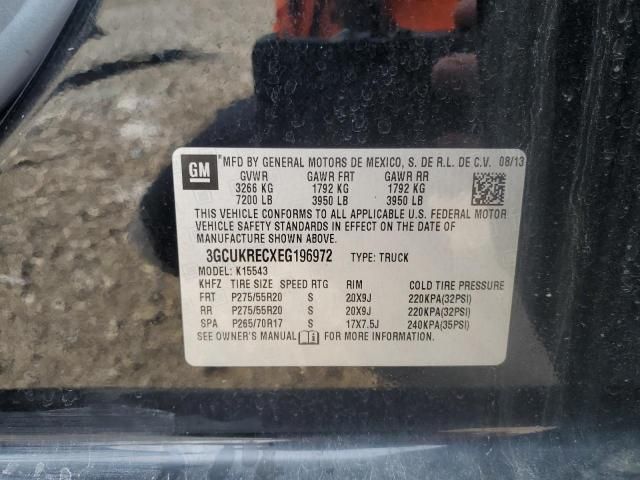 GM MFD BY GENERAL MOTORS DE MEXICO, S. DE R.L. DE C.V. 08/13
GVWR GAWR FRT GAWR RR
3266 KG 1792 KG 1792 KG
7200 LB 3950 LB 3950 LB
THIS VEHICLE CONFORMS TO ALL APPLICABLE U.S. FEDERAL MOTOR
VEHICLE SAFETY STANDARDS IN EFFECT ON THE DATE OF
MANUFACTURE SHOWN ABOVE.
3GCUKRECXEG196972 TYPE: TRUCK
MODEL: K15543
KHFZ TIRE SIZE SPEED RTG RIM COLD TIRE PRESSURE
FRT P275/55R20 S 20X9J 220KPA(32PSI)
RR P275/55R20 S 20X9J 220KPA(32PSI)
SPA P265/70R17 S 17X7.5J 240KPA(35PSI)
SEE OWNER'S MANUAL FOR MORE INFORMATION.